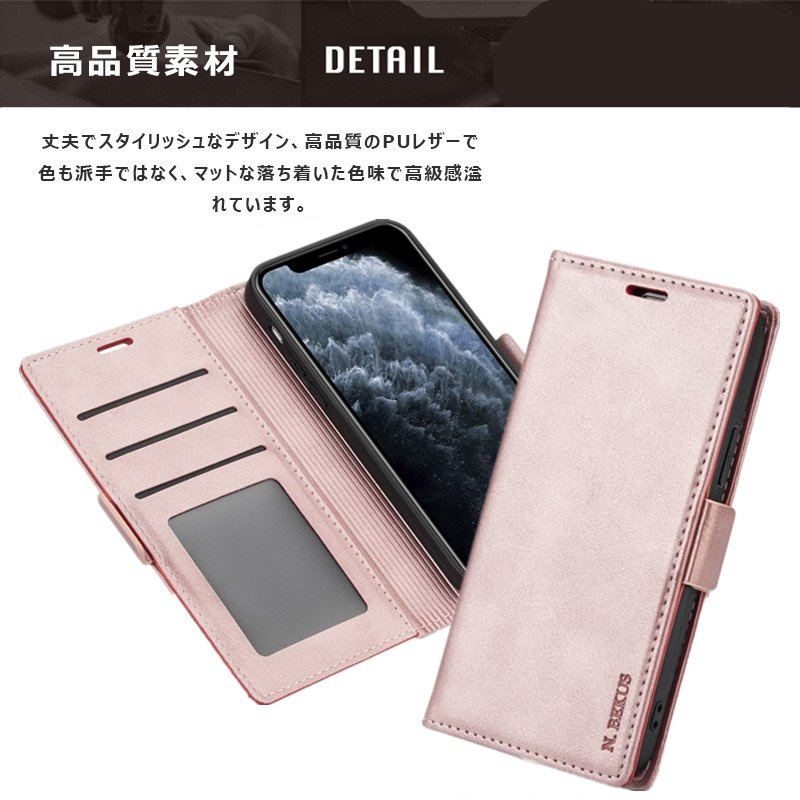 高品質素材 DETAIL
丈夫でスタイリッシュなデザイン、高品質のPUレザーで
色も派手ではなく、マットな落ち着いた色味で高級感溢
れています。
N. BEKUS